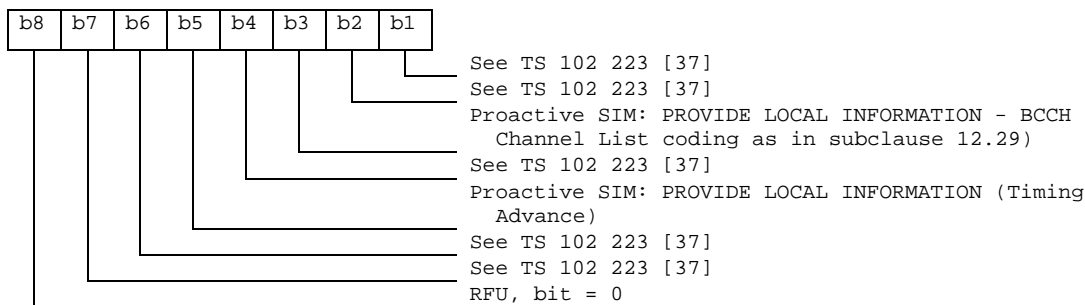 b8 b7 b6 b5 b4 b3 b2 b1
See TS 102 223 [37]
See TS 102 223 [37]
Proactive SIM: PROVIDE LOCAL INFORMATION - BCCH
Channel List coding as in subclause 12.29)
See TS 102 223 [37]
Proactive SIM: PROVIDE LOCAL INFORMATION (Timing
Advance)
See TS 102 223 [37]
See TS 102 223 [37]
RFU, bit = 0